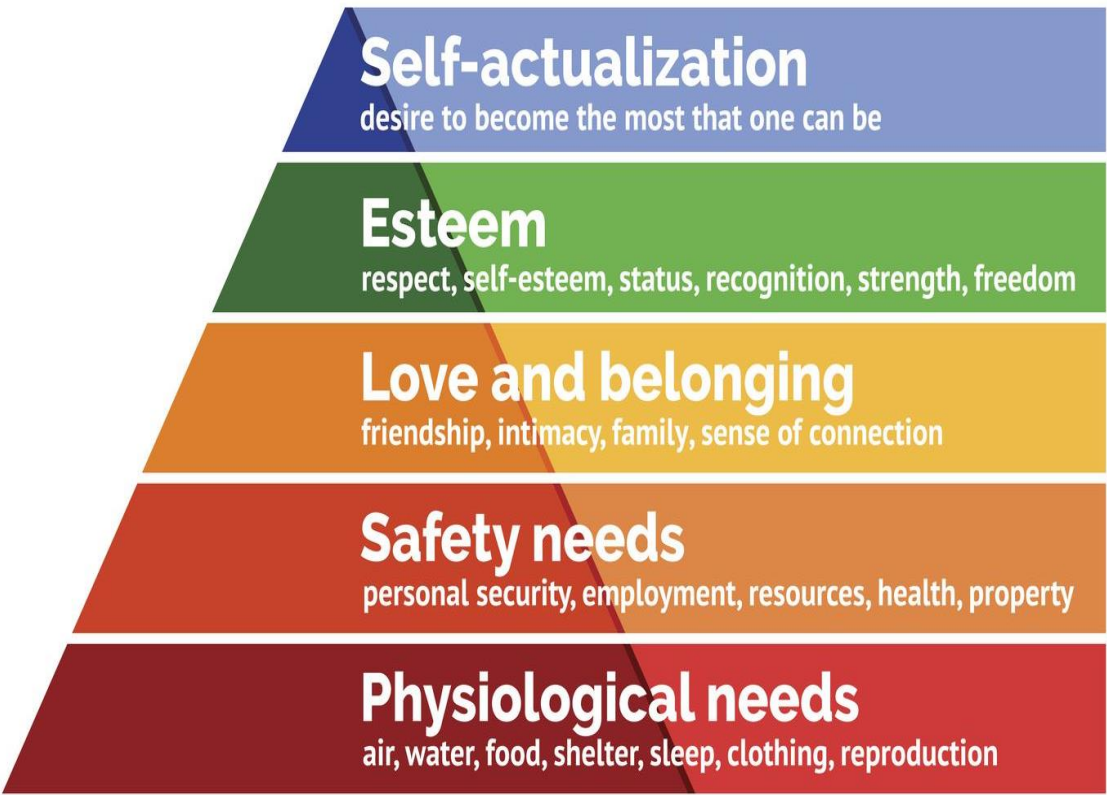 Self-actualization
desire to become the most that one can be
Esteem
respect, self-esteem, status, recognition, strength, freedom
Love and belonging
friendship, intimacy, family, sense of connection
Safety needs
personal security, employment, resources, health, property
Physiological needs
air, water, food, shelter, sleep, clothing, reproduction